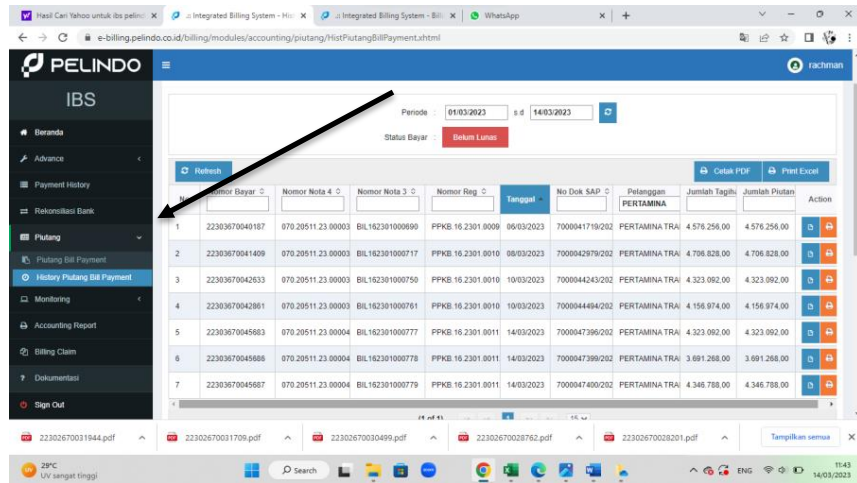 Hasil Cari Yahoo untuk ibs pelind
.:: Integrated Billing System - Hist
.:: Integrated Billing System - Bill
WhatsApp
e-billing.pelindo.co.id/billing/modules/accounting/piutang/HistPiutangBillPayment.xhtml
PELINDO
rachman
IBS
Beranda
Advance
Payment History
Rekonsiliasi Bank
Piutang
Piutang Bill Payment
History Piutang Bill Payment
Monitoring
Accounting Report
Billing Claim
Dokumentasi
Sign Out
Periode : 01/03/2023 s.d 14/03/2023
Status Bayar : Belum Lunas
Refresh Cetak PDF Print Excel
Nomor Bayar Nomor Nota 4 Nomor Nota 3 Nomor Reg Tanggal No Dok SAP Pelanggan Jumlah Tagiha Jumlah Piutan Action
PERTAMINA
1 22303670040187 070.20511.23.00003 BIL162301000690 PPKB.16.2301.0009 06/03/2023 7000041719/202 PERTAMINA TRA 4.576.256,00 4.576.256,00
2 22303670041409 070.20511.23.00003 BIL162301000717 PPKB.16.2301.0010 08/03/2023 7000042979/202 PERTAMINA TRA 4.706.828,00 4.706.828,00
3 22303670042633 070.20511.23.00003 BIL162301000750 PPKB.16.2301.0010 10/03/2023 7000044243/202 PERTAMINA TRA 4.323.092,00 4.323.092,00
4 22303670042861 070.20511.23.00003 BIL162301000761 PPKB.16.2301.0010 10/03/2023 7000044494/202 PERTAMINA TRA 4.156.974,00 4.156.974,00
5 22303670045683 070.20511.23.00004 BIL162301000777 PPKB.16.2301.0011 14/03/2023 7000047396/202 PERTAMINA TRA 4.323.092,00 4.323.092,00
6 22303670045686 070.20511.23.00004 BIL162301000778 PPKB.16.2301.0011 14/03/2023 7000047399/202 PERTAMINA TRA 3.691.268,00 3.691.268,00
7 22303670045687 070.20511.23.00004 BIL162301000779 PPKB.16.2301.0011 14/03/2023 7000047400/202 PERTAMINA TRA 4.346.788,00 4.346.788,00
(1 of 1) 1 15
22302670031944.pdf 22302670031709.pdf 22302670030499.pdf 22302670028762.pdf 22302670028201.pdf Tampilkan semua
29°C
UV sangat tinggi
Search
ENG
11:43
14/03/2023